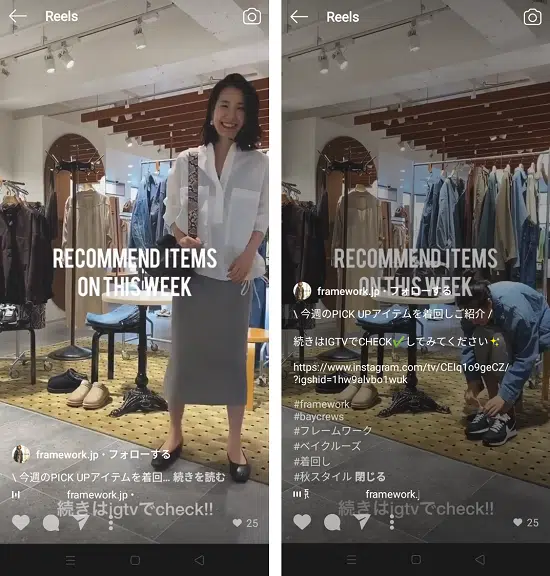 Reels
RECOMMEND ITEMS
ON THIS WEEK
framework.jp・フォローする
\ 今週のPICK UPアイテムを着回... 続きを読む
framework.jp・
続きはigtvでcheck!!
25
Reels
RECOMMEND ITEMS
ON THIS WEEK
framework.jp・フォローする
\ 今週のPICK UPアイテムを着回しご紹介 /
続きはIGTVでCHECK✔してみてください✨
https://www.instagram.com/tv/CEIq1o9geCZ/
?igshid=1hw9alvbo1wuk
#framework
#baycrews
#フレームワーク
#ベイクルーズ
#着回し
#秋スタイル 閉じる
framework.j
続きはigtvでcheck!!
25